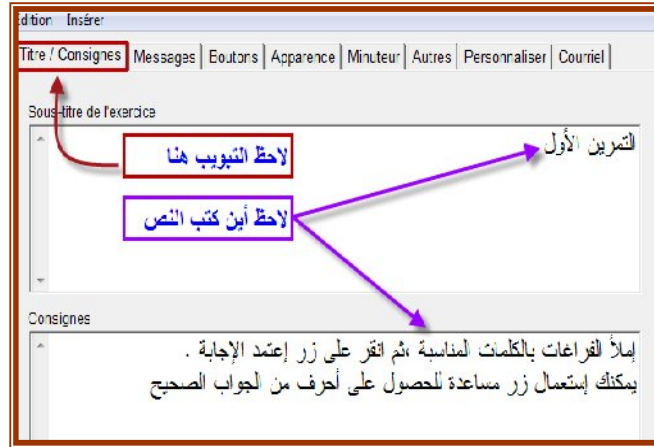 Edition Insérer
Titre / Consignes Messages Boutons Apparence Minuteur Autres Personnaliser Courriel
Sous-titre de l'exercice
التمرين الأول
لاحظ التبويب هنا
لاحظ أين كتب النص
Consignes
إملأ الفراغات بالكلمات المناسبة ،ثم انقر على زر إعتمد الإجابة .
يمكنك إستعمال زر مساعدة للحصول على أحرف من الجواب الصحيح